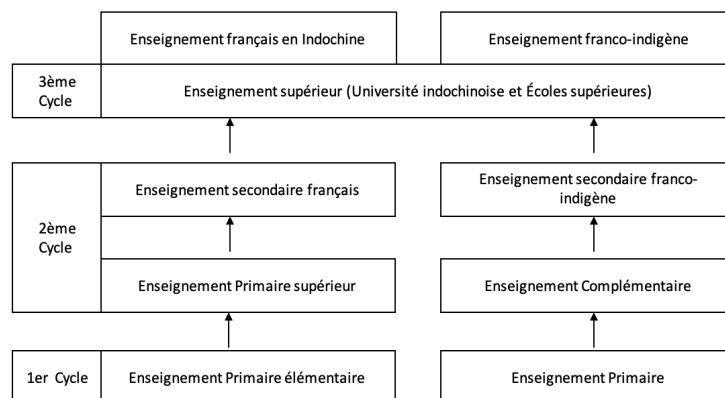 Enseignement français en Indochine
Enseignement franco-indigène
3ème
Cycle
Enseignement supérieur (Université indochinoise et Écoles supérieures)
2ème
Cycle
Enseignement secondaire français
Enseignement secondaire franco-
indigène
Enseignement Primaire supérieur
Enseignement Complémentaire
1er Cycle
Enseignement Primaire élémentaire
Enseignement Primaire